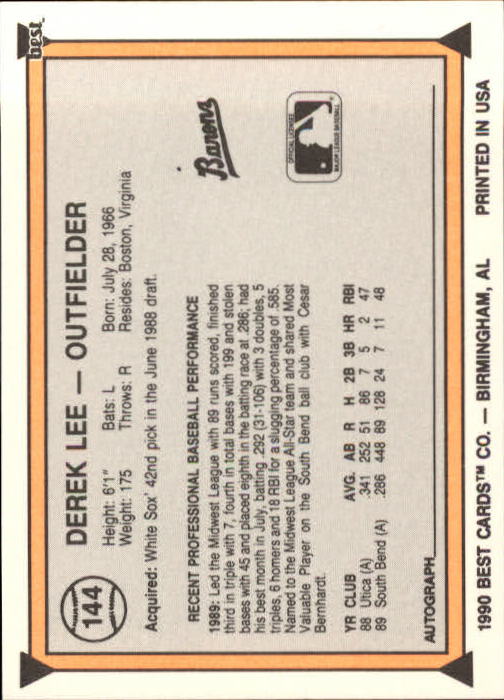 best
144
DEREK LEE — OUTFIELDER
Height: 6'1" Bats: L Born: July 28, 1966
Weight: 175 Throws: R Resides: Boston, Virginia
Acquired: White Sox' 42nd pick in the June 1988 draft.
RECENT PROFESSIONAL BASEBALL PERFORMANCE
1989: Led the Midwest League with 89 runs scored, finished
third in triple with 7, fourth in total bases with 199 and stolen
bases with 45 and placed eighth in the batting race at .286; had
his best month in July, batting .292 (31-106) with 3 doubles, 5
triples, 6 homers and 18 RBI for a slugging percentage of .585.
Named to the Midwest League All-Star team and shared Most
Valuable Player on the South Bend ball club with Cesar
Bernhardt.
Barons
OFFICIAL LICENSEE
MAJOR LEAGUE BASEBALL
YR CLUB AVG. AB R H 2B 3B HR RBI
88 Utica (A) .341 252 51 86 7 5 2 47
89 South Bend (A) .286 448 89 128 24 7 11 48
AUTOGRAPH
1990 BEST CARDS™ CO. — BIRMINGHAM, AL PRINTED IN USA